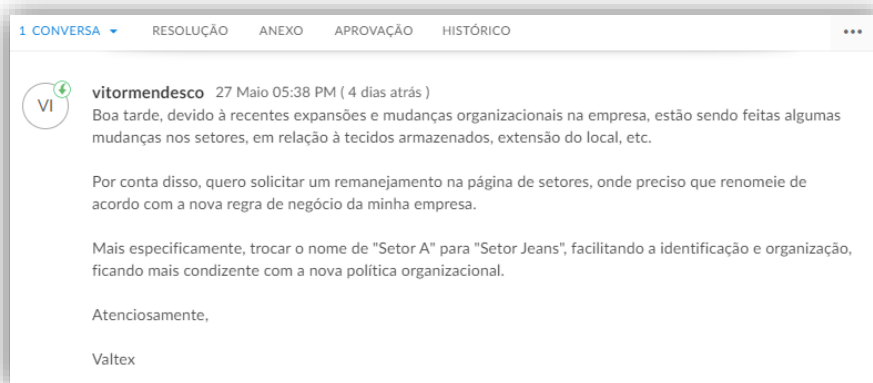 1 CONVERSA RESOLUÇÃO ANEXO APROVAÇÃO HISTÓRICO
VI vitormendesco 27 Maio 05:38 PM ( 4 dias atrás )
Boa tarde, devido à recentes expansões e mudanças organizacionais na empresa, estão sendo feitas algumas
mudanças nos setores, em relação à tecidos armazenados, extensão do local, etc.
Por conta disso, quero solicitar um remanejamento na página de setores, onde preciso que renomeie de
acordo com a nova regra de negócio da minha empresa.
Mais especificamente, trocar o nome de "Setor A" para "Setor Jeans", facilitando a identificação e organização,
ficando mais condizente com a nova política organizacional.
Atenciosamente,
Valtex